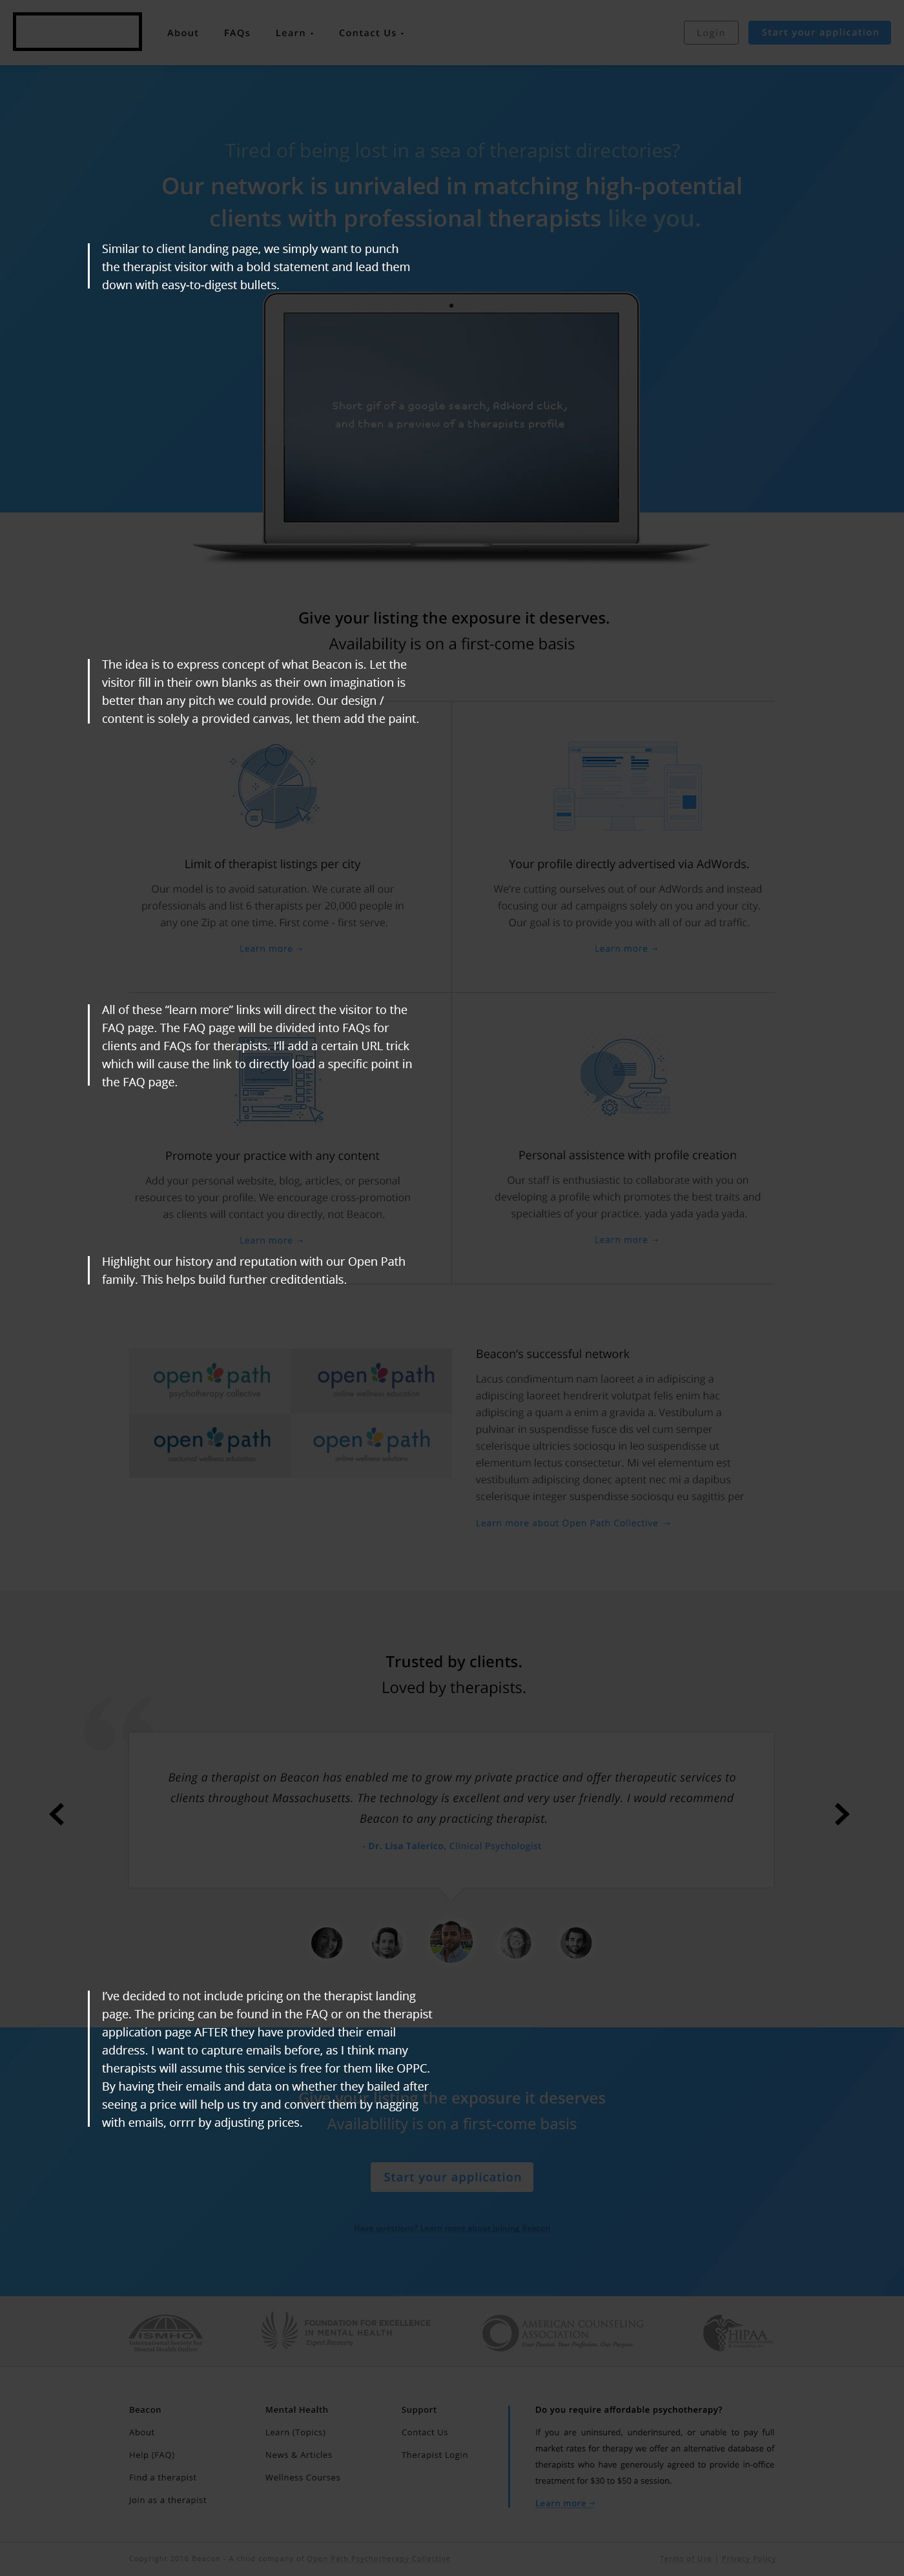 About FAQs Learn Contact Us Login Start your application
Tired of being lost in a sea of therapist directories?
Our network is unrivaled in matching high-potential
clients with professional therapists like you.
Similar to client landing page, we simply want to punch
the therapist visitor with a bold statement and lead them
down with easy-to-digest bullets.
Short gif of a google search, AdWord click,
and then a preview of a therapists profile
Give your listing the exposure it deserves.
Availability is on a first-come basis
The idea is to express concept of what Beacon is. Let the
visitor fill in their own blanks as their own imagination is
better than any pitch we could provide. Our design /
content is solely a provided canvas, let them add the paint.
Limit of therapist listings per city
Our model is to avoid saturation. We curate all our
professionals and list 6 therapists per 20,000 people in
any one Zip at one time. First come - first serve.
Learn more →
Your profile directly advertised via AdWords.
We're cutting ourselves out of our AdWords and instead
focusing our ad campaigns solely on you and your city.
Our goal is to provide you with all of our ad traffic.
Learn more →
All of these “learn more” links will direct the visitor to the
FAQ page. The FAQ page will be divided into FAQs for
clients and FAQs for therapists. I'll add a certain URL trick
which will cause the link to directly load a specific point in
the FAQ page.
Promote your practice with any content
Add your personal website, blog, articles, or personal
resources to your profile. We encourage cross-promotion
as clients will contact you directly, not Beacon.
Learn more →
Personal assistence with profile creation
Our staff is enthusiastic to collaborate with you on
developing a profile which promotes the best traits and
specialties of your practice. yada yada yada yada.
Learn more →
Highlight our history and reputation with our Open Path
family. This helps build further creditdentials.
open path
psychotherapy collective
open path
online wellness education
open path
open path
online wellness solutions
Beacon's successful network
Lacus condimentum nam laoreet a in adipiscing a
adipiscing laoreet hendrerit volutpat felis enim hac
adipiscing a quam a enim a gravida a. Vestibulum a
pulvinar in suspendisse fusce dis vel cum semper
scelerisque ultricies sociosqu in leo suspendisse ut
elementum lectus consectetur. Mi vel elementum est
vestibulum adipiscing donec aptent nec mi a dapibus
scelerisque integer suspendisse sociosqu eu sagittis per
Learn more about Open Path Collective →
Trusted by clients.
Loved by therapists.
Being a therapist on Beacon has enabled me to grow my private practice and offer therapeutic services to
clients throughout Massachusetts. The technology is excellent and very user friendly. I would recommend
Beacon to any practicing therapist.
- Dr. Lisa Talerico, Clinical Psychologist
I've decided to not include pricing on the therapist landing
page. The pricing can be found in the FAQ or on the therapist
application page AFTER they have provided their email
address. I want to capture emails before, as I think many
therapists will assume this service is free for them like OPPC.
By having their emails and data on whether they bailed after
seeing a price will help us try and convert them by nagging
with emails, orrrr by adjusting prices.
Give your listing the exposure it deserves
Availablility is on a first-come basis
Start your application
Have questions? Learn more about joining Beacon
ISMHO
International Society for
Mental Health Online
FOUNDATION FOR EXCELLENCE
IN MENTAL HEALTH
Expect Recovery
AMERICAN COUNSELING
ASSOCIATION
HIPAA
Beacon
About
Help (FAQ)
Find a therapist
Join as a therapist
Mental Health
Learn (Topics)
News & Articles
Wellness Courses
Support
Contact Us
Therapist Login
Do you require affordable psychotherapy?
If you are uninsured, underinsured, or unable to pay full
market rates for therapy we offer an alternative database of
therapists who have generously agreed to provide in-office
treatment for $30 to $50 a session.
Learn more →
Copyright 2016 Beacon - A child company of Open Path Psychotherapy Collective
Terms of Use | Privacy Policy